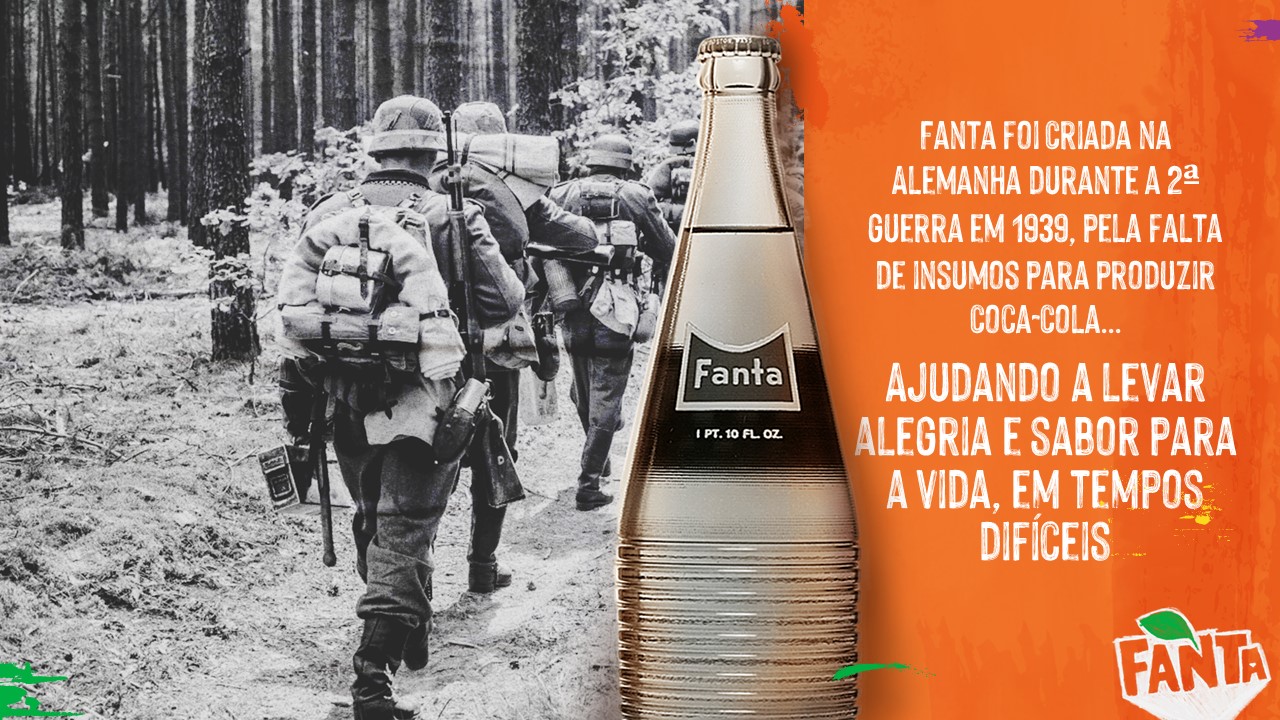 FANTA FOI CRIADA NA
ALEMANHA DURANTE A 2ª
GUERRA EM 1939, PELA FALTA
DE INSUMOS PARA PRODUZIR
COCA-COLA...
AJUDANDO A LEVAR
ALEGRIA E SABOR PARA
A VIDA, EM TEMPOS
DIFÍCEIS
Fanta
1 PT. 10 FL. OZ.
FANTA